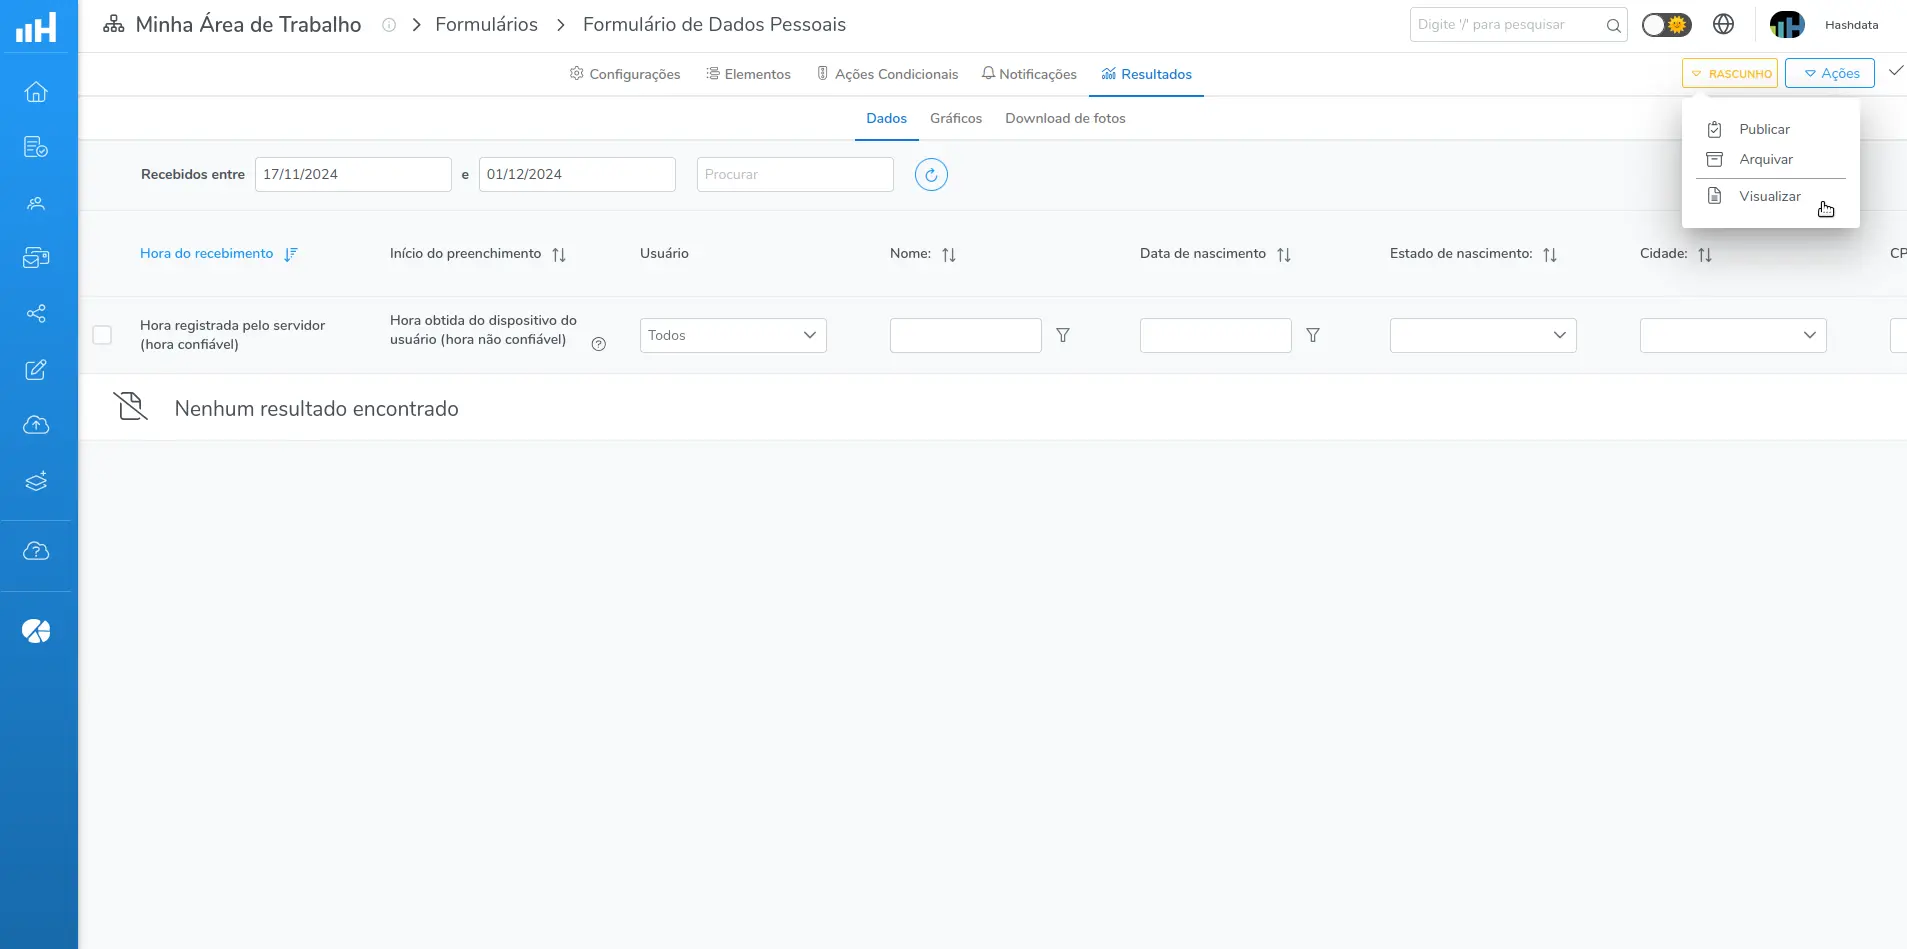 Minha Área de Trabalho > Formulários > Formulário de Dados Pessoais
Digite '/' para pesquisar
Hashdata
Configurações
Elementos
Ações Condicionais
Notificações
Resultados
RASCUNHO
Ações
Dados
Gráficos
Download de fotos
Publicar
Arquivar
Visualizar
Recebidos entre 17/11/2024 e 01/12/2024
Procurar
Hora do recebimento
Início do preenchimento
Usuário
Nome:
Data de nascimento
Estado de nascimento:
Cidade:
CP
Hora registrada pelo servidor
(hora confiável)
Hora obtida do dispositivo do
usuário (hora não confiável)
Todos
Nenhum resultado encontrado